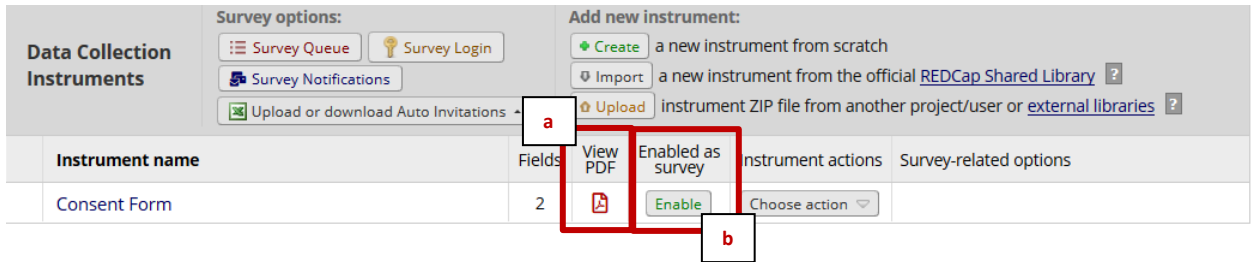 Data Collection
Instruments
Survey options:
Survey Queue
Survey Login
Survey Notifications
Upload or download Auto Invitations
Add new instrument:
Create a new instrument from scratch
Import a new instrument from the official REDCap Shared Library ?
Upload instrument ZIP file from another project/user or external libraries ?
a
Instrument name
Fields
View
PDF
Enabled as
survey
Instrument actions
Survey-related options
Consent Form
2
Enable
Choose action
b